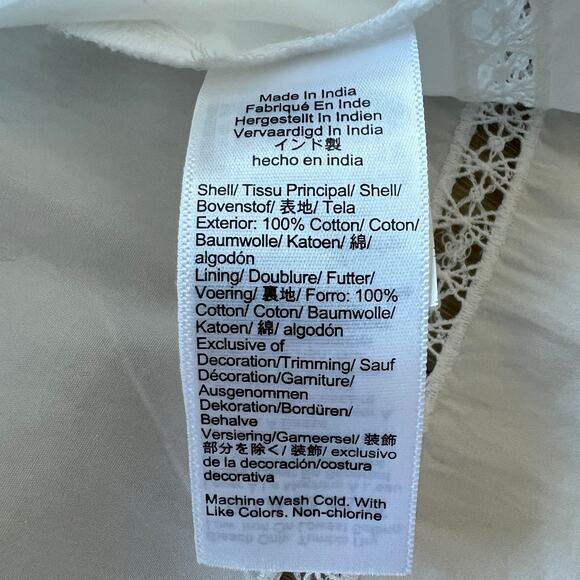 Made In India
Fabriqué En Inde
Hergestellt In Indien
Vervaardigd In India
インド製
hecho en india
Shell/ Tissu Principal/ Shell/
Bovenstof/ 表地/ Tela
Exterior: 100% Cotton/ Coton/
Baumwolle/ Katoen/ 綿/
algodón
Lining/ Doublure/ Futter/
Voering/ 裏地/ Forro: 100%
Cotton/ Coton/ Baumwolle/
Katoen/ 綿/ algodón
Exclusive of
Decoration/Trimming/ Sauf
Décoration/Garniture/
Ausgenommen
Dekoration/Bordüren/
Behalve
Versiering/Garneersel/ 装飾
部分を除く/ 装飾/ exclusivo
de la decoración/costura
decorativa
Machine Wash Cold. With
Like Colors. Non-chlorine